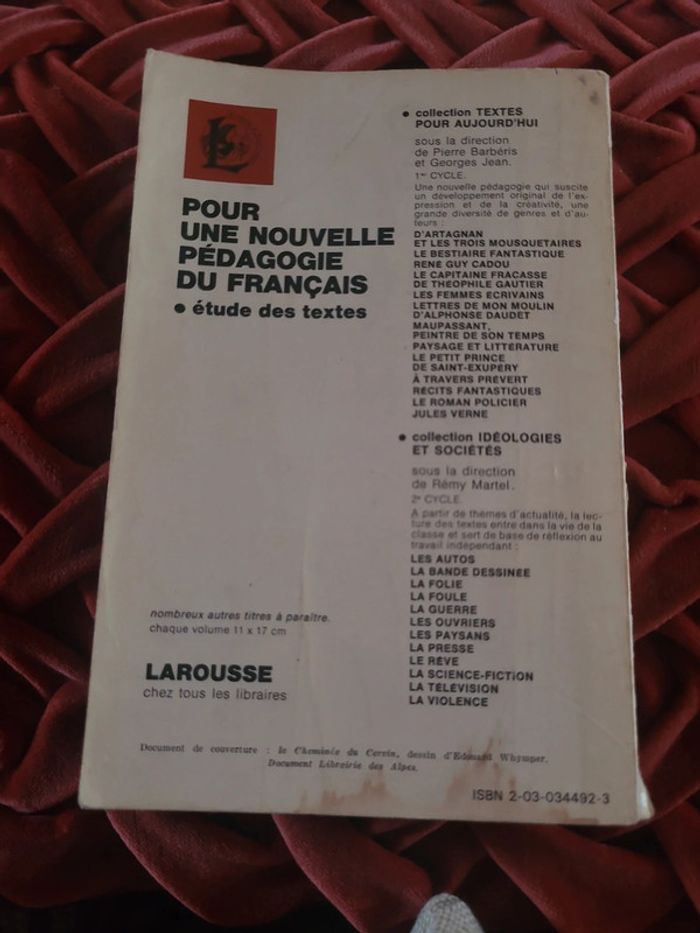 POUR
UNE NOUVELLE
PÉDAGOGIE
DU FRANÇAIS
• étude des textes
nombreux autres titres à paraître.
chaque volume 11 x 17 cm
LAROUSSE
chez tous les libraires
• collection TEXTES
POUR AUJOURD'HUI
sous la direction
de Pierre Barbéris
et Georges Jean.
1er CYCLE.
Une nouvelle pédagogie qui suscite
un développement original de l'ex-
pression et de la créativité, une
grande diversité de genres et d'au-
teurs :
D'ARTAGNAN
ET LES TROIS MOUSQUETAIRES
LE BESTIAIRE FANTASTIQUE
RENÉ GUY CADOU
LE CAPITAINE FRACASSE
DE THÉOPHILE GAUTIER
LES FEMMES ÉCRIVAINS
LETTRES DE MON MOULIN
D'ALPHONSE DAUDET
MAUPASSANT,
PEINTRE DE SON TEMPS
PAYSAGE ET LITTÉRATURE
LE PETIT PRINCE
DE SAINT-EXUPÉRY
À TRAVERS PRÉVERT
RÉCITS FANTASTIQUES
LE ROMAN POLICIER
JULES VERNE
• collection IDÉOLOGIES
ET SOCIÉTÉS
sous la direction
de Rémy Martel.
2e CYCLE.
A partir de thèmes d'actualité, la lec-
ture des textes entre dans la vie de la
classe et sert de base de réflexion au
travail indépendant :
LES AUTOS
LA BANDE DESSINÉE
LA FOLIE
LA FOULE
LA GUERRE
LES OUVRIERS
LES PAYSANS
LA PRESSE
LE RÊVE
LA SCIENCE-FICTION
LA TÉLÉVISION
LA VIOLENCE
Document de couverture : le Cheminée du Cervin, dessin d'Edouard Whymper.
Document Librairie des Alpes.
ISBN 2-03-034492-3